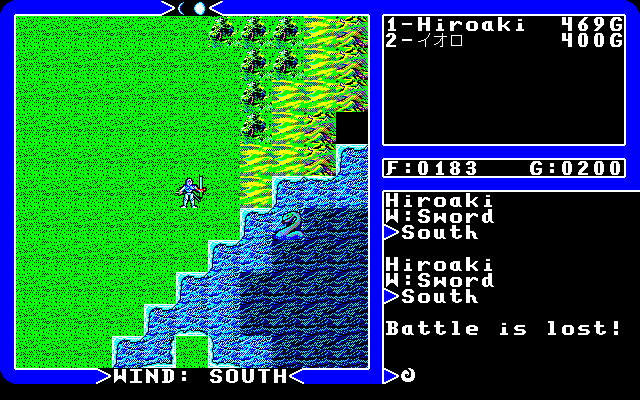 1-Hiroaki 469G
2-イオロ 400G
F:0183 G:0200
Hiroaki
W:Sword
South
Hiroaki
W:Sword
South
Battle is lost!
WIND: SOUTH